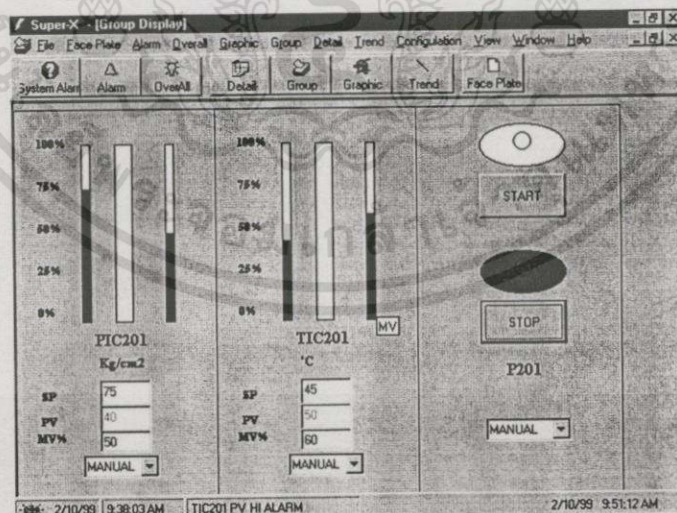 Super-X - [Group Display]
File Face Plate Alarm Overall Graphic Group Detail Trend Configulation View Window Help
System Alarm Alarm OverAll Detail Group Graphic Trend Face Plate
100%
75%
50%
25%
0%
PIC201
Kg/cm2
SP 75
PV 40
MV% 50
MANUAL
100%
75%
50%
25%
0%
MV
TIC201
'C
SP 45
PV 50
MV% 60
MANUAL
START
STOP
P201
MANUAL
2/10/99 9:38:03 AM TIC201 PV HI ALARM 2/10/99 9:51:12 AM